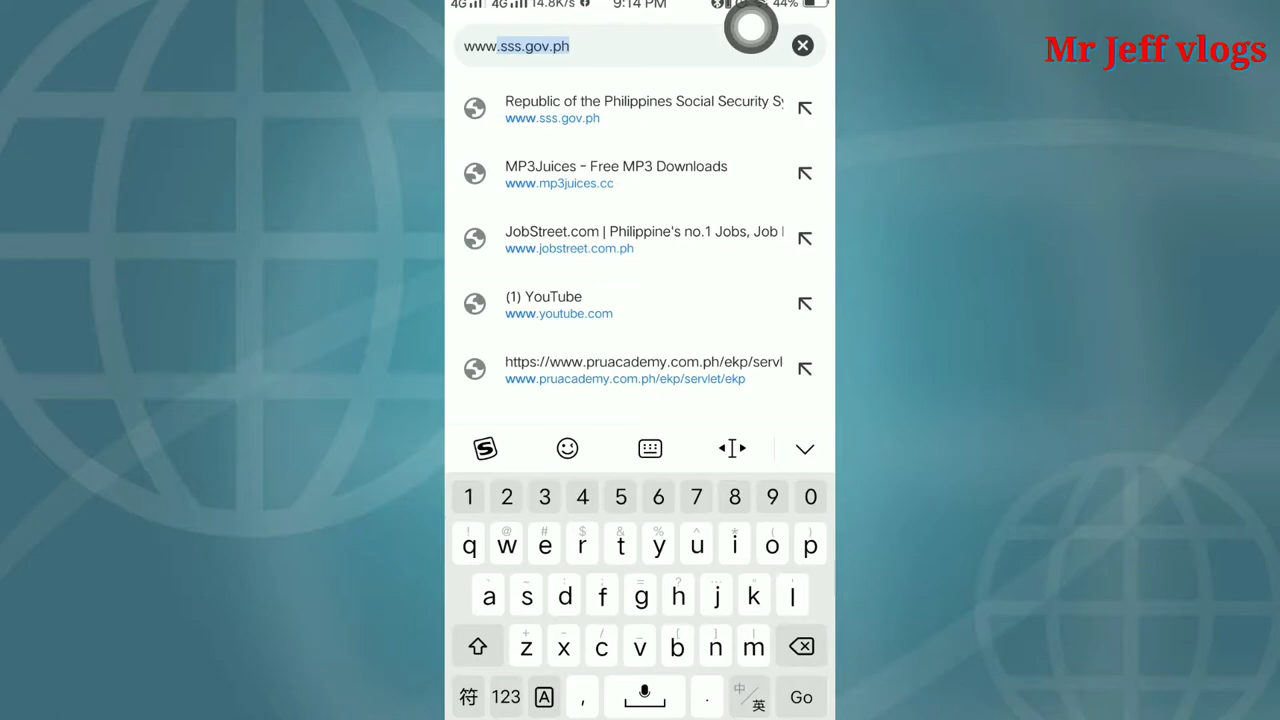 4G 4G 14.8K/s 9:14 PM 44%
Mr Jeff vlogs
www.sss.gov.ph
Republic of the Philippines Social Security Sy
www.sss.gov.ph
MP3Juices - Free MP3 Downloads
www.mp3juices.cc
JobStreet.com | Philippine's no.1 Jobs, Job
www.jobstreet.com.ph
(1) YouTube
www.youtube.com
https://www.pruacademy.com.ph/ekp/servl
www.pruacademy.com.ph/ekp/servlet/ekp
1 2 3 4 5 6 7 8 9 0
! @ # $ & % ^ * ( )
q w e r t y u i o p
` ~ : ; = ? … ' "
a s d f g h j k l
+ - / _ [ ] |
z x c v b n m
符 123 A , . 中/英 Go